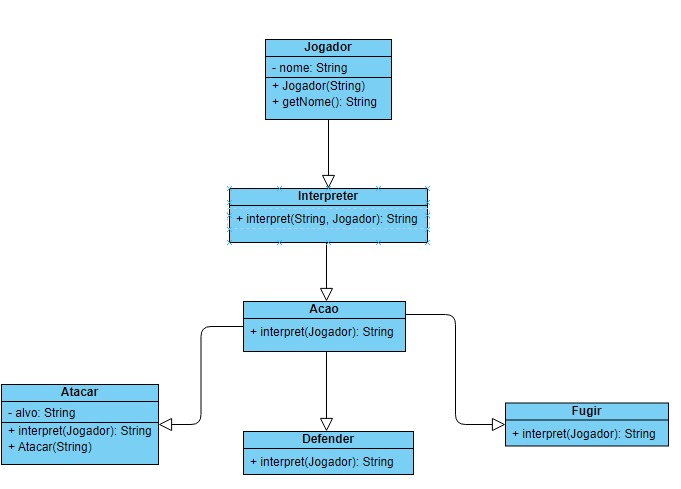 Jogador
- nome: String
+ Jogador(String)
+ getNome(): String
Interpreter
+ interpret(String, Jogador): String
Acao
+ interpret(Jogador): String
Atacar
- alvo: String
+ interpret(Jogador): String
+ Atacar(String)
Defender
+ interpret(Jogador): String
Fugir
+ interpret(Jogador): String